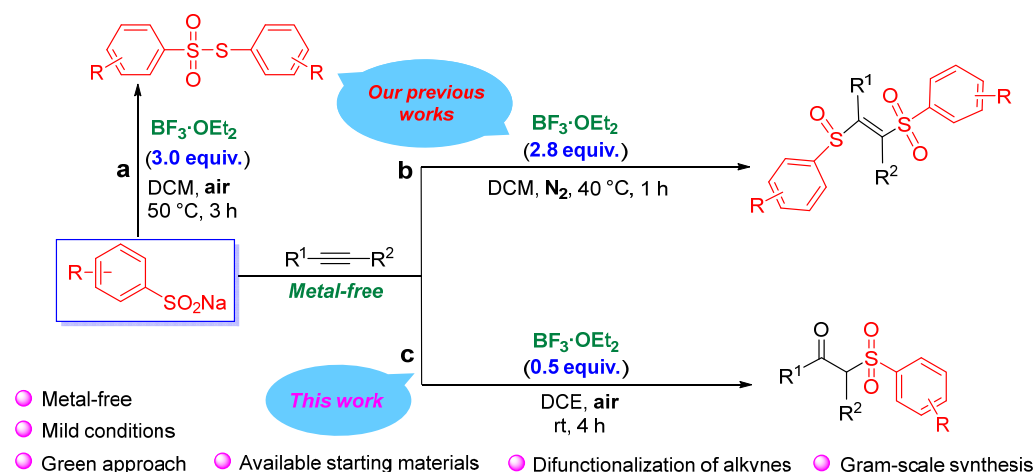 R
O
S
S
O
R
Our previous
works
BF₃·OEt₂
(3.0 equiv.)
a
DCM, air
50 °C, 3 h
BF₃·OEt₂
(2.8 equiv.)
b
DCM, N₂, 40 °C, 1 h
R¹
O
S
O
S
O
R²
R
R
R
SO₂Na
R¹
R²
Metal-free
c
BF₃·OEt₂
(0.5 equiv.)
This work
DCE, air
rt, 4 h
O
O
S
O
R¹
R²
R
Metal-free
Mild conditions
Green approach Available starting materials Difunctionalization of alkynes Gram-scale synthesis